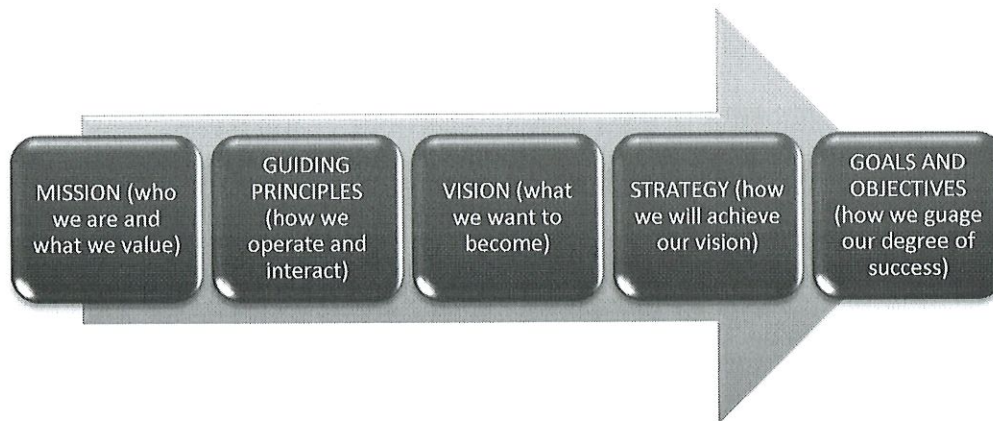 MISSION (who
we are and
what we value)
GUIDING
PRINCIPLES
(how we
operate and
interact)
VISION (what
we want to
become)
STRATEGY (how
we will achieve
our vision)
GOALS AND
OBJECTIVES
(how we guage
our degree of
success)